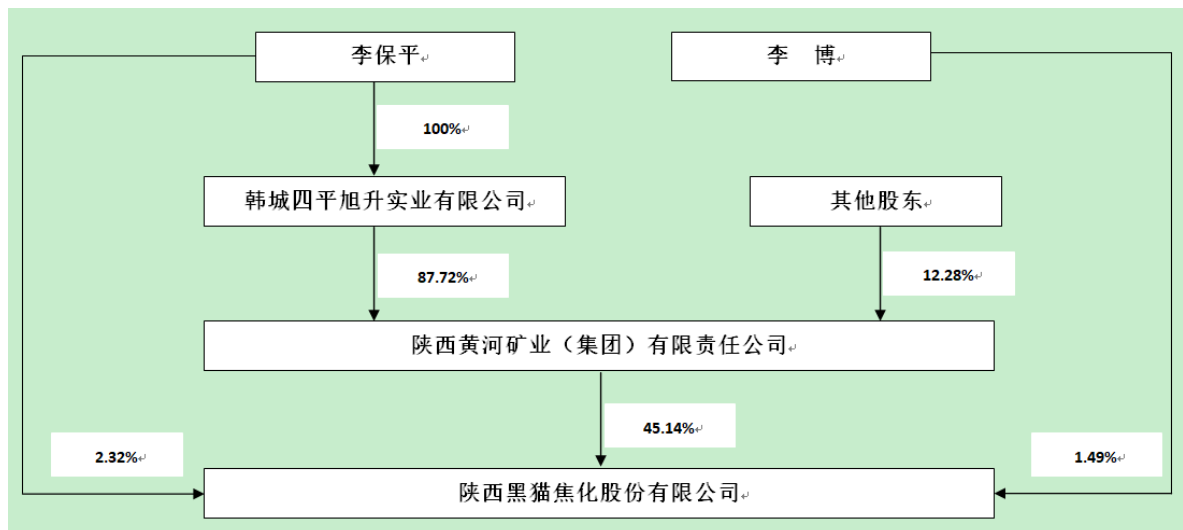 李保平
李 博
100%
韩城四平旭升实业有限公司
其他股东
87.72%
12.28%
陕西黄河矿业（集团）有限责任公司
45.14%
2.32%
1.49%
陕西黑猫焦化股份有限公司